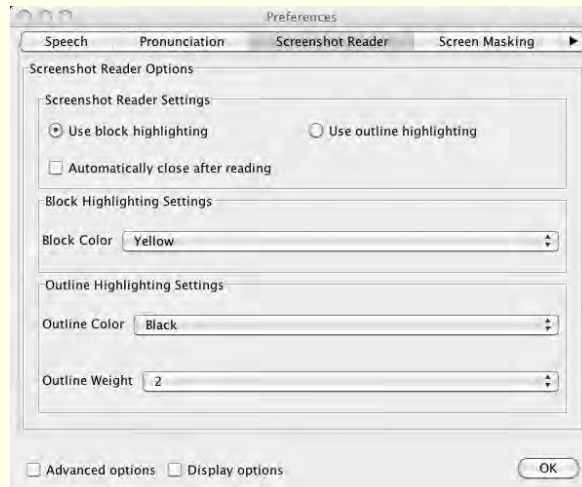 Preferences
Speech Pronunciation Screenshot Reader Screen Masking
Screenshot Reader Options
Screenshot Reader Settings
Use block highlighting Use outline highlighting
Automatically close after reading
Block Highlighting Settings
Block Color Yellow
Outline Highlighting Settings
Outline Color Black
Outline Weight 2
Advanced options Display options OK